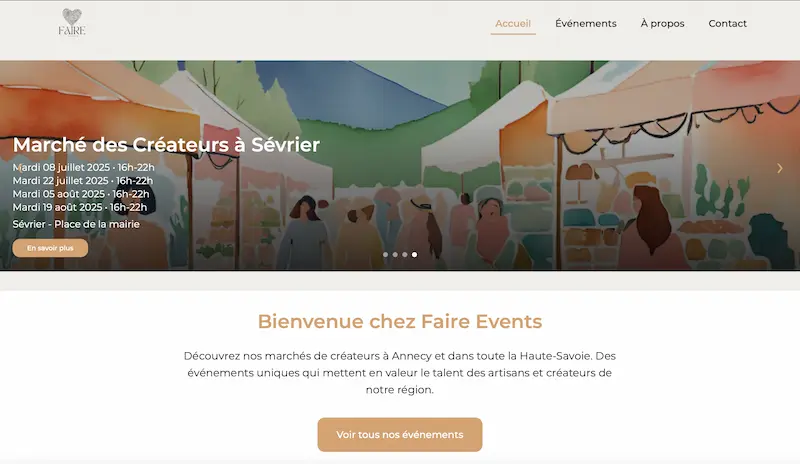 FAIRE
Accueil
Événements
À propos
Contact
Marché des Créateurs à Sévrier
Mardi 08 juillet 2025 · 16h-22h
Mardi 22 juillet 2025 · 16h-22h
Mardi 05 août 2025 · 16h-22h
Mardi 19 août 2025 · 16h-22h
Sévrier - Place de la mairie
En savoir plus
Bienvenue chez Faire Events
Découvrez nos marchés de créateurs à Annecy et dans toute la Haute-Savoie. Des
événements uniques qui mettent en valeur le talent des artisans et créateurs de
notre région.
Voir tous nos événements